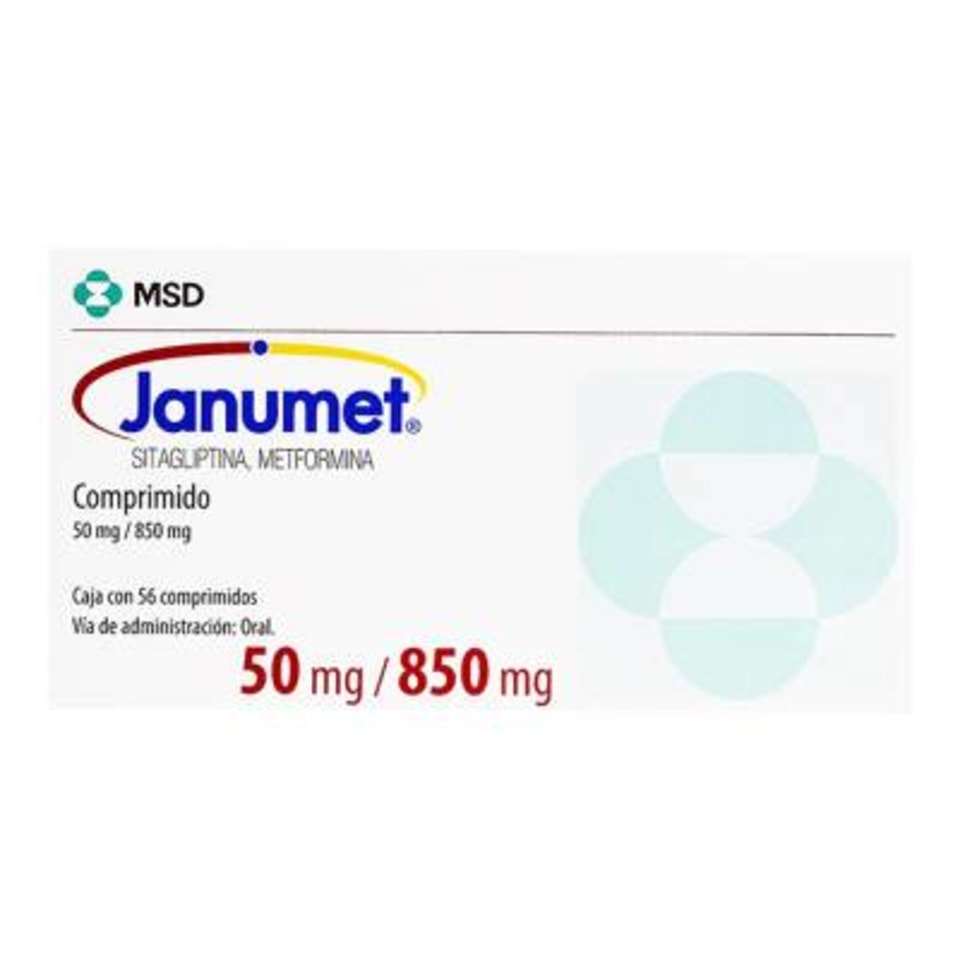 MSD
Janumet®
SITAGLIPTINA, METFORMINA
Comprimido
50 mg / 850 mg
Caja con 56 comprimidos
Vía de administración: Oral.
50 mg / 850 mg